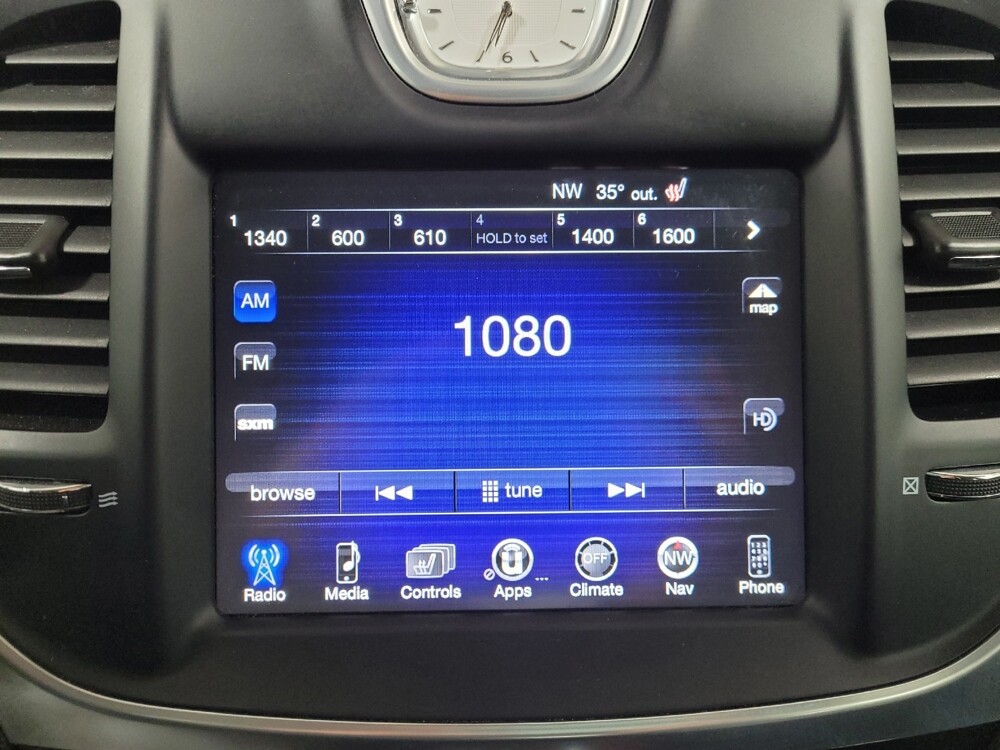 6
NW 35° out.
1 1340 2 600 3 610 4 HOLD to set 5 1400 6 1600
AM
map
1080
FM
sxm
HD
browse tune audio
OFF NW
Radio Media Controls Apps Climate Nav Phone